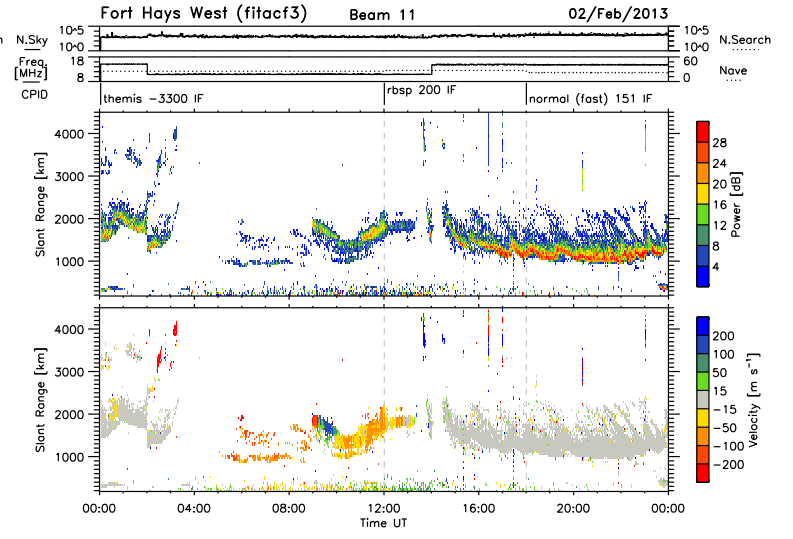 Fort Hays West (fitacf3) Beam 11 02/Feb/2013
N.Sky 10^5 10^0 10^5 10^0 N.Search
Freq. [MHz] 18 8 60 0 Nave
CPID themis -3300 IF rbsp 200 IF normal (fast) 151 IF
Slant Range [km]
4000
3000
2000
1000
Power [dB]
28
24
20
16
12
8
4
Slant Range [km]
4000
3000
2000
1000
Velocity [m s⁻¹]
200
100
50
15
-15
-50
-100
-200
00:00 04:00 08:00 12:00 16:00 20:00 00:00
Time UT